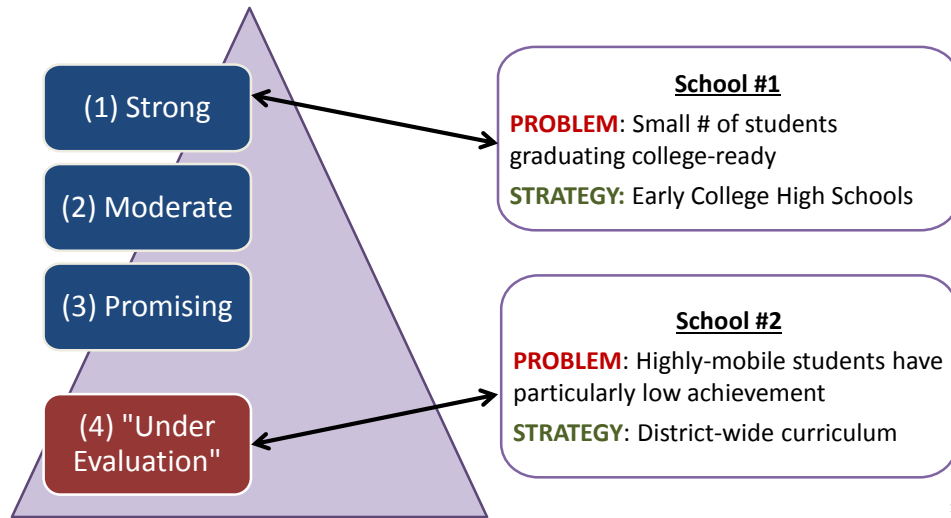 (1) Strong
(2) Moderate
(3) Promising
(4) "Under
Evaluation"
School #1
PROBLEM: Small # of students
graduating college-ready
STRATEGY: Early College High Schools
School #2
PROBLEM: Highly-mobile students have
particularly low achievement
STRATEGY: District-wide curriculum